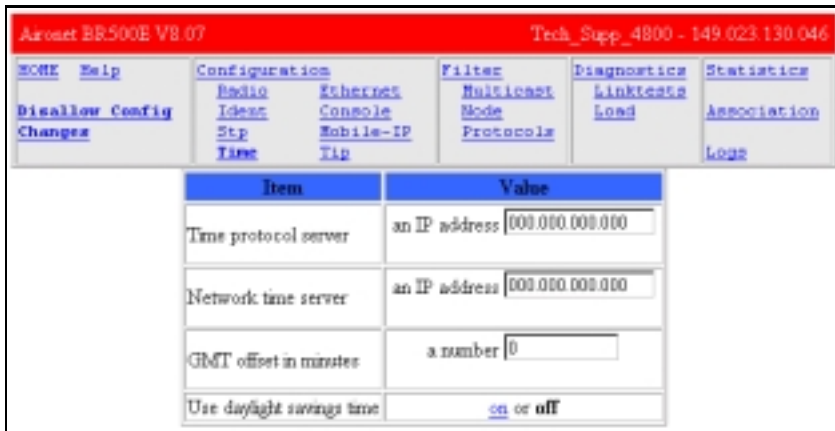 Aironet BR500E V8.07 Tech_Supp_4800 - 149.023.130.046
HOME Help
Disallow Config
Changes
Configuration
Radio Ethernet
Ident Console
Stp Mobile-IP
Time Tip
Filter
Multicast
Node
Protocols
Diagnostics
Linktests
Load
Statistics
Association
Logs
Item Value
Time protocol server an IP address 000.000.000.000
Network time server an IP address 000.000.000.000
GMT offset in minutes a number 0
Use daylight savings time on or off